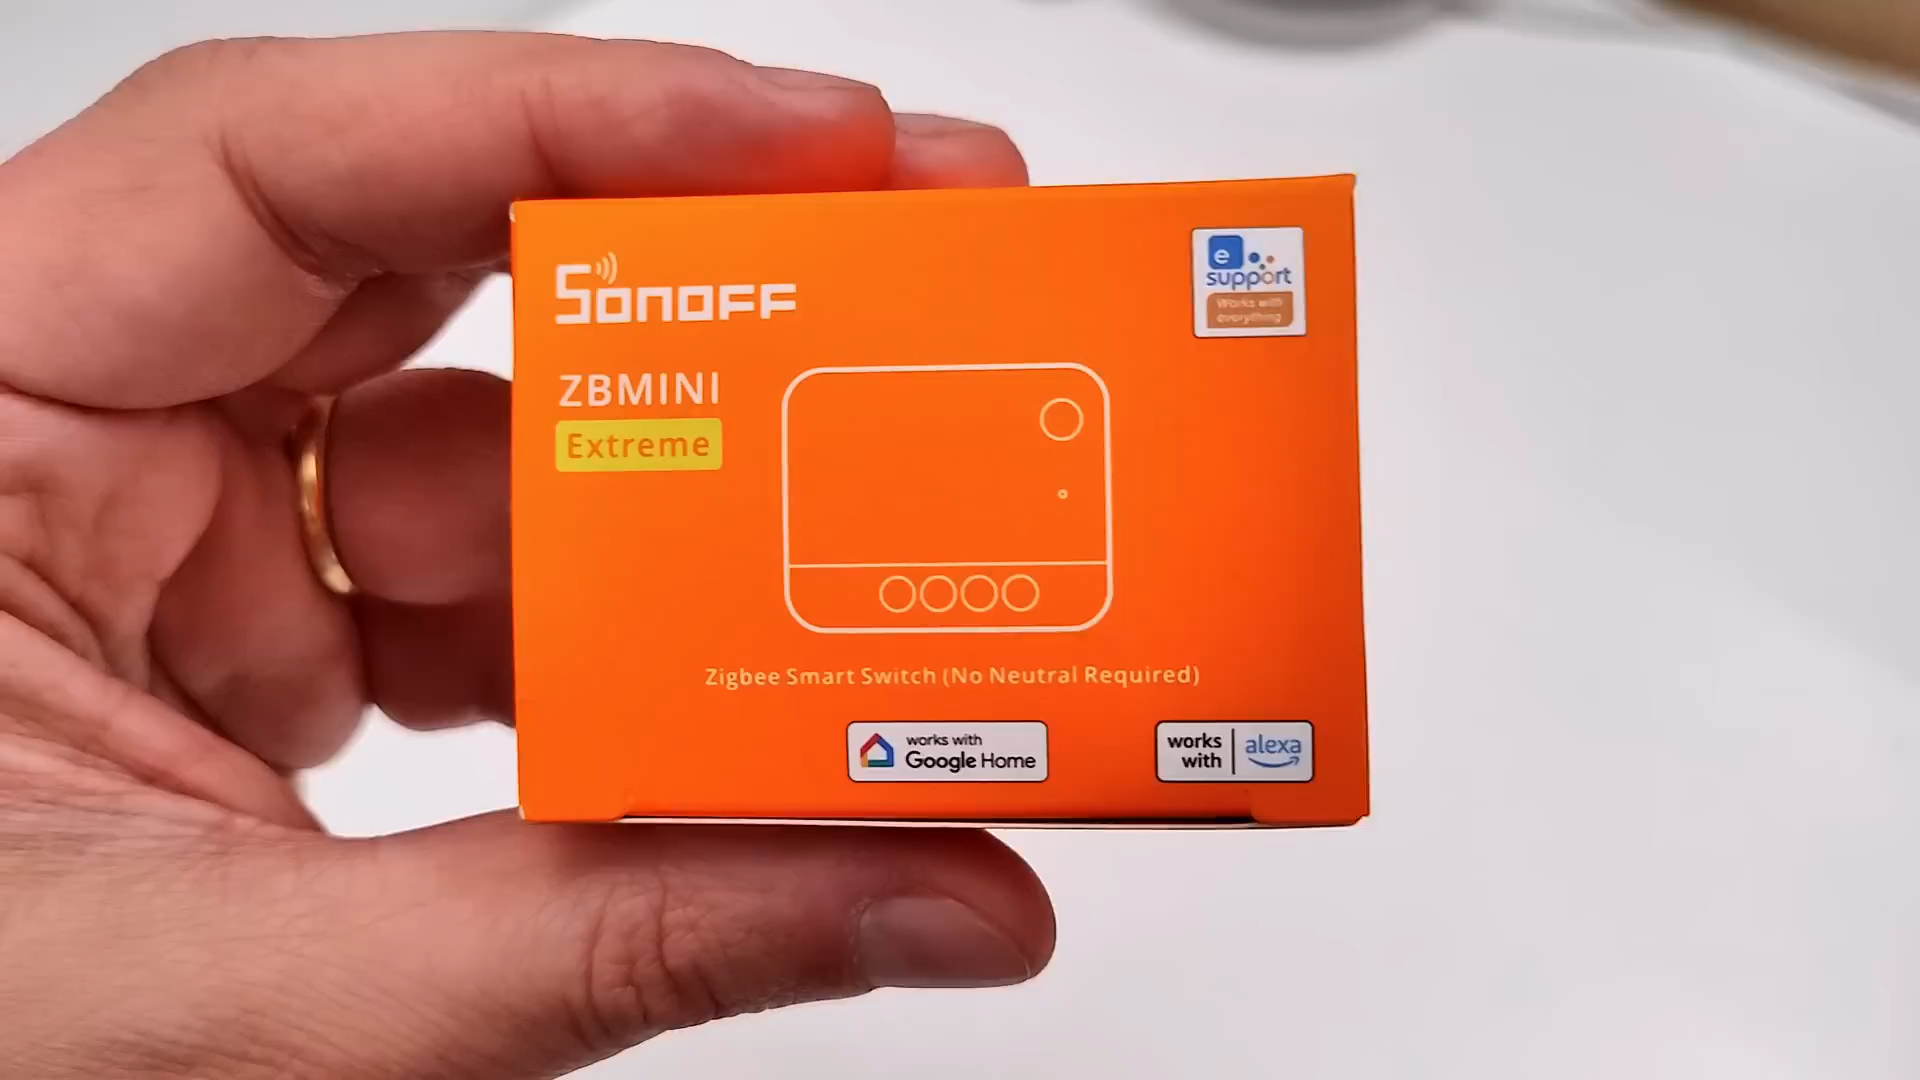 SONOFF
e
support
Works with
everything
ZBMINI
Extreme
Zigbee Smart Switch (No Neutral Required)
works with
Google Home
works
with
alexa